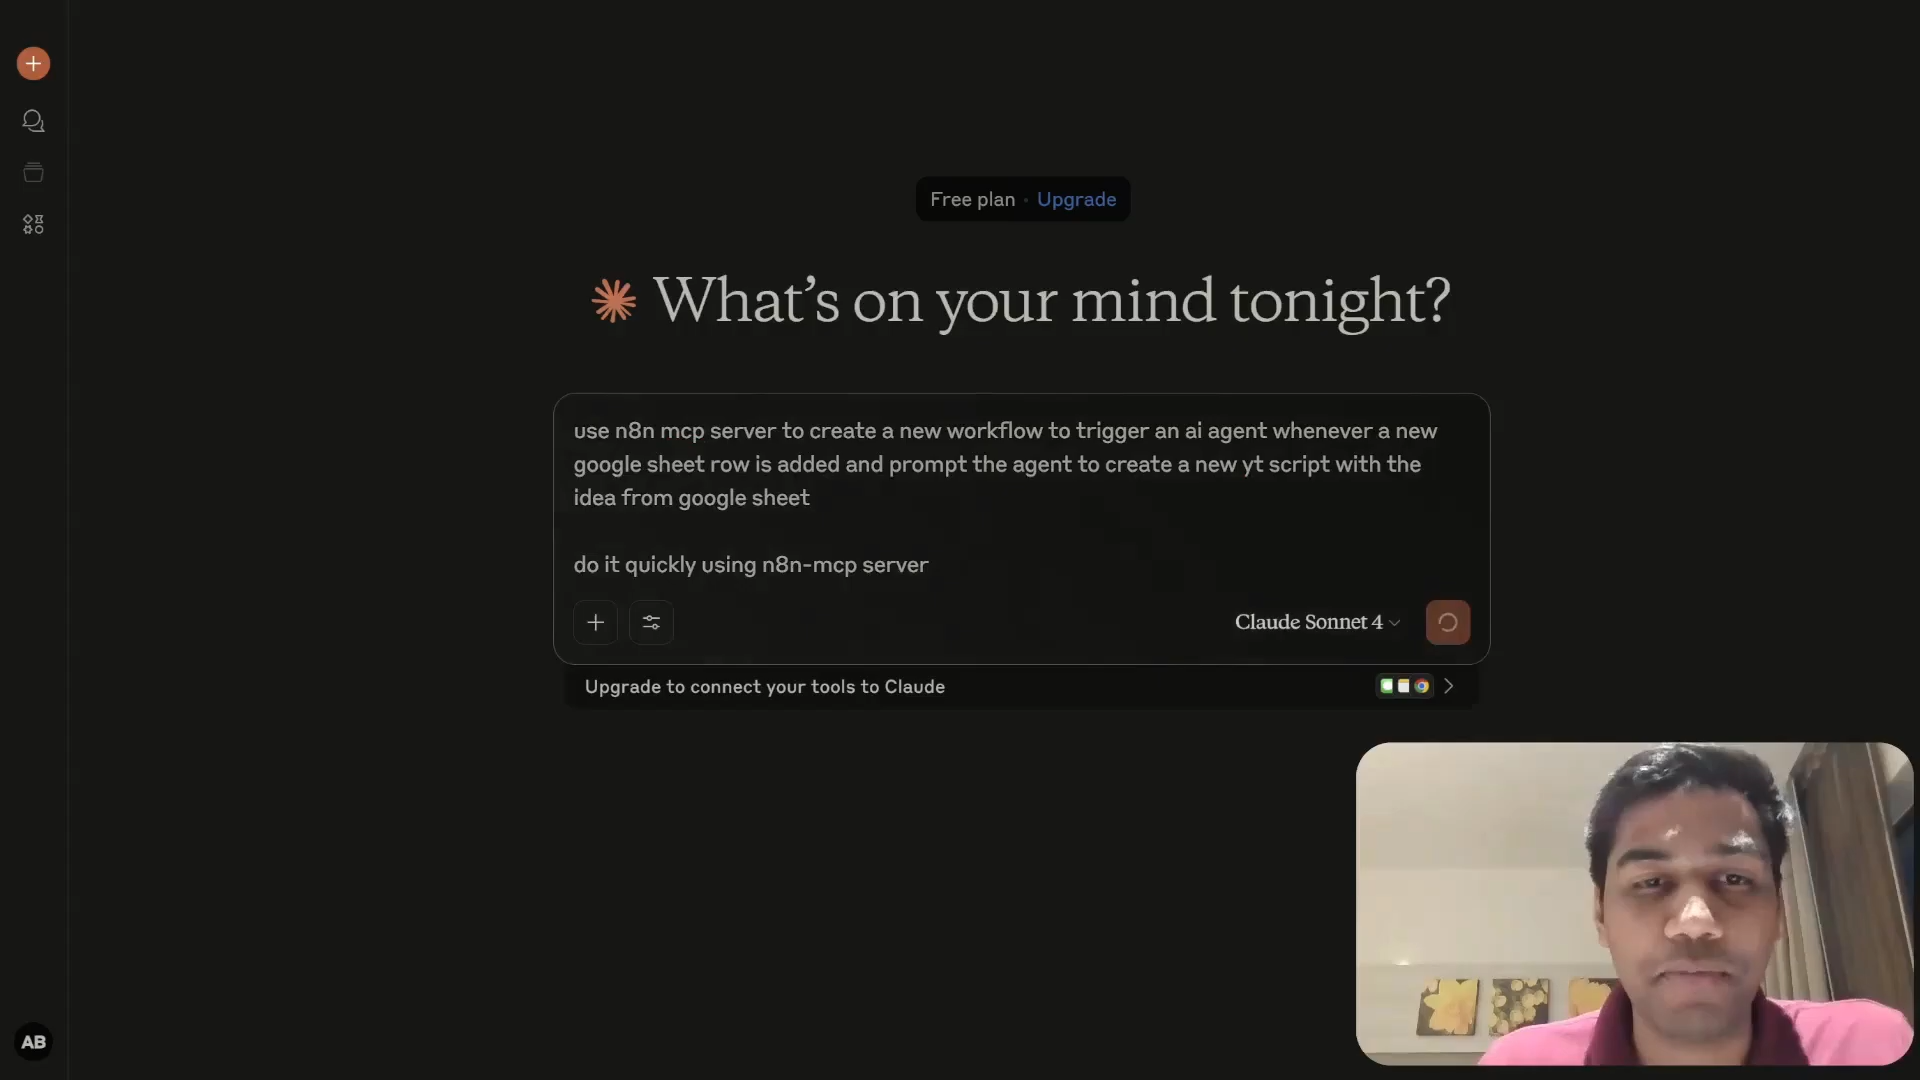 Free plan · Upgrade
What's on your mind tonight?
use n8n mcp server to create a new workflow to trigger an ai agent whenever a new
google sheet row is added and prompt the agent to create a new yt script with the
idea from google sheet
do it quickly using n8n-mcp server
Claude Sonnet 4
Upgrade to connect your tools to Claude
AB